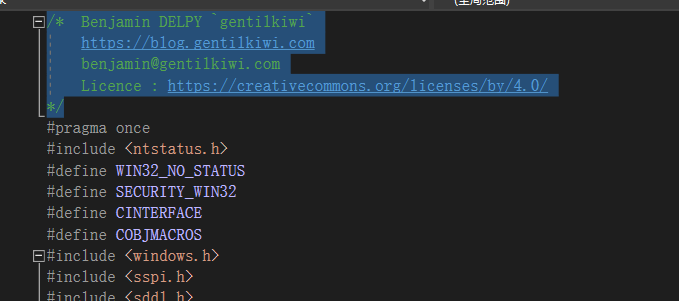 (全局范围)
/*  Benjamin DELPY `gentilkiwi`
https://blog.gentilkiwi.com
benjamin@gentilkiwi.com
Licence : https://creativecommons.org/licenses/by/4.0/
*/
#pragma once
#include <ntstatus.h>
#define WIN32_NO_STATUS
#define SECURITY_WIN32
#define CINTERFACE
#define COBJMACROS
#include <windows.h>
#include <sspi.h>
#include <sddl.h>